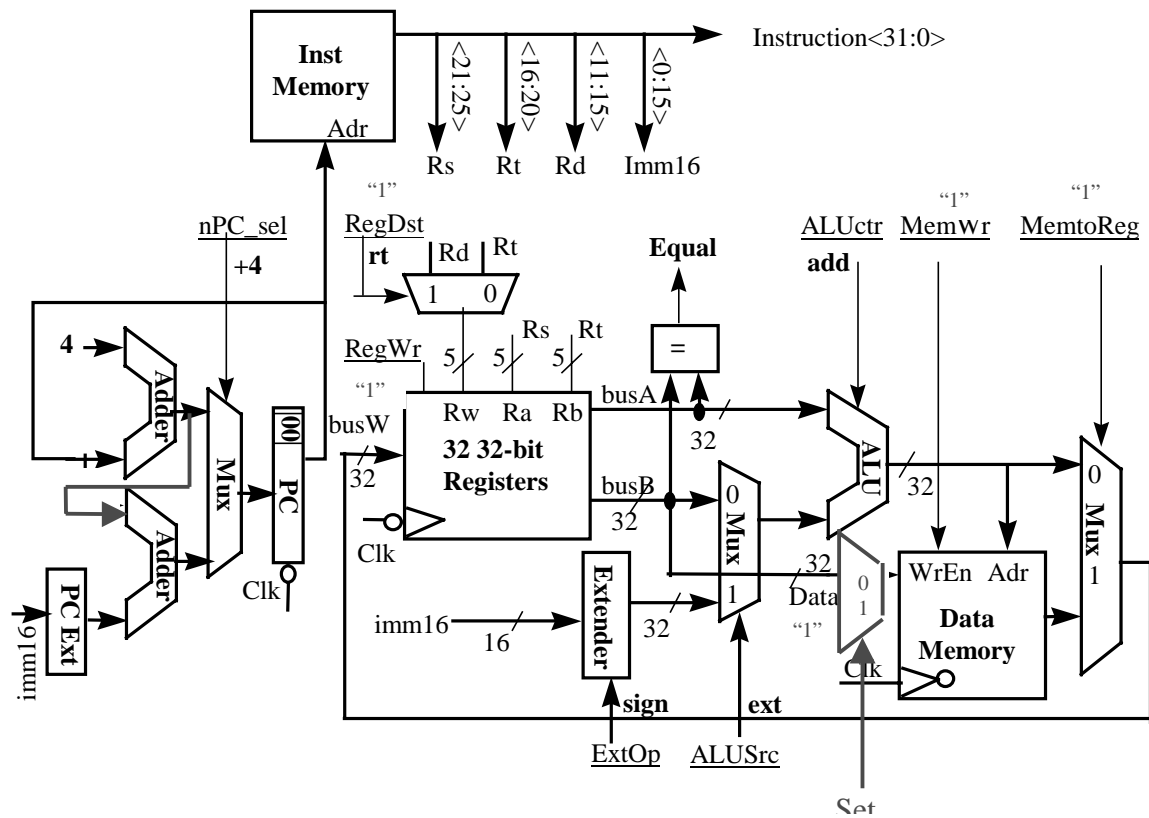 Inst
Memory
Adr
Instruction<31:0>
<21:25>
<16:20>
<11:15>
<0:15>
Rs
Rt
Rd
Imm16
nPC_sel
+4
“1”
RegDst
rt
Rd
Rt
1 0
Equal
=
ALUctr
add
“1”
MemWr
“1”
MemtoReg
4
Adder
Adder
Mux
00
PC
Clk
PC Ext
imm16
RegWr
“1”
busW
32
5
5
5
Rs
Rt
Rw Ra Rb
32 32-bit
Registers
Clk
busA
32
busB
32
0
Mux
1
ALU
32
imm16
16
Extender
32
sign
ExtOp
ext
ALUSrc
32
Data
“1”
0
1
Set
WrEn Adr
Data
Memory
Clk
0
Mux
1